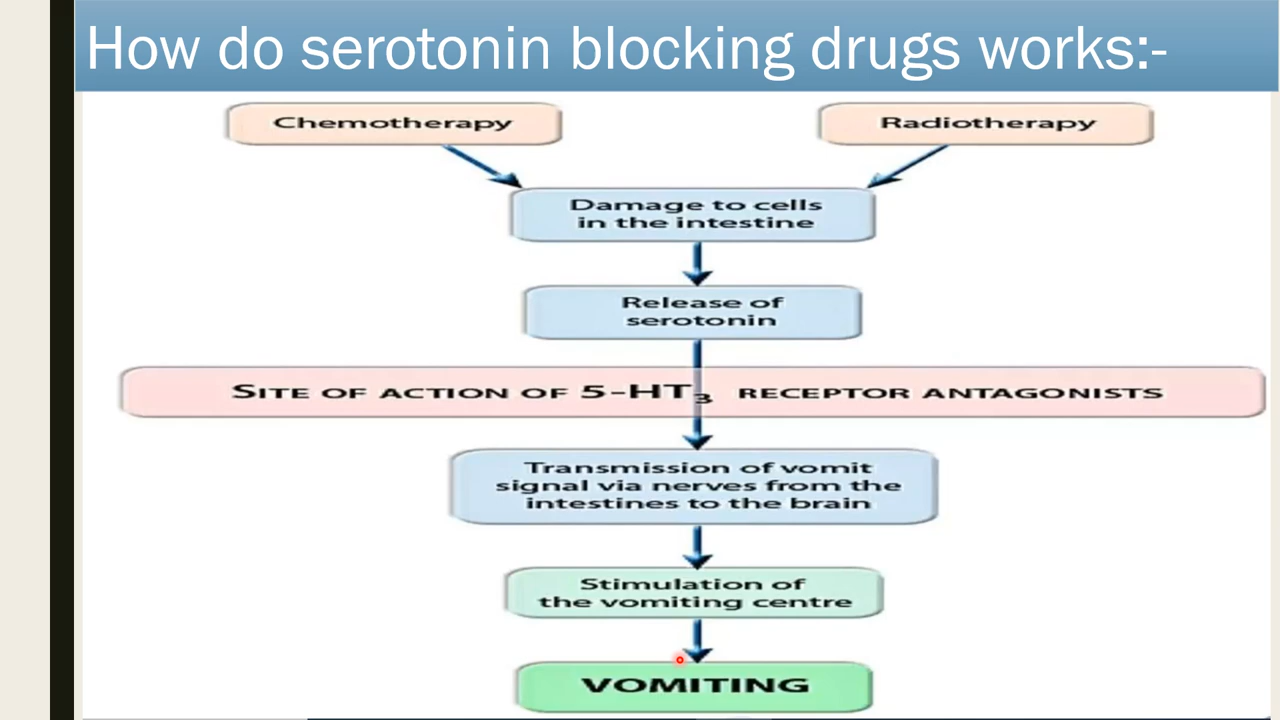 How do serotonin blocking drugs works:-
Chemotherapy
Radiotherapy
Damage to cells
in the intestine
Release of
serotonin
SITE OF ACTION OF 5-HT₃ RECEPTOR ANTAGONISTS
Transmission of vomit
signal via nerves from the
intestines to the brain
Stimulation of
the vomiting centre
VOMITING